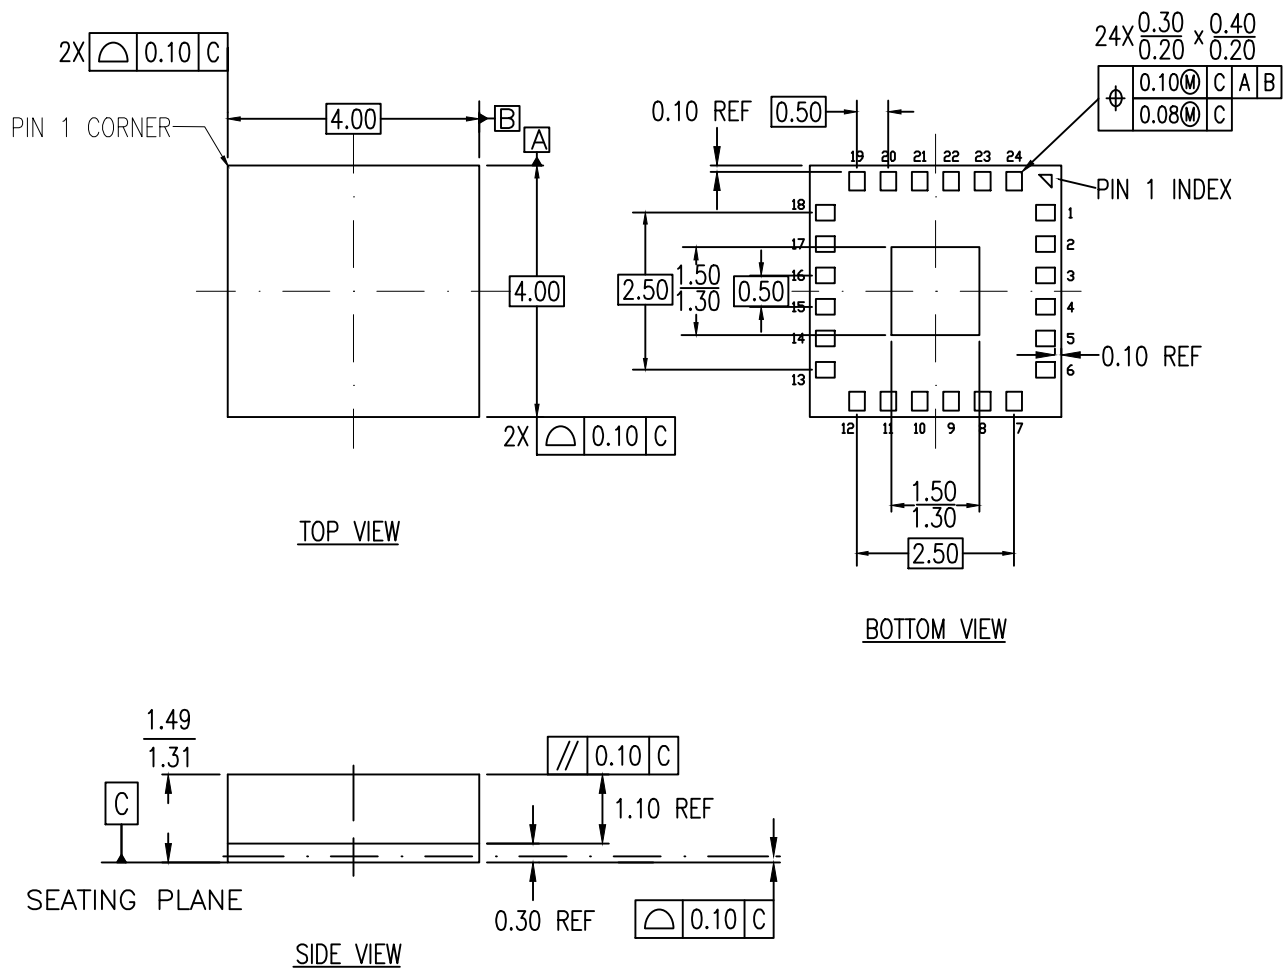 2X 0.10 C
4.00
B
PIN 1 CORNER
A
4.00
2X 0.10 C
TOP VIEW
24X 0.30 x 0.40
0.20 0.20
0.10Ⓜ C A B
0.08Ⓜ C
0.10 REF
0.50
19 20 21 22 23 24
PIN 1 INDEX
18
17
16
15
14
13
1
2
3
4
5
6
2.50
1.50
1.30
0.50
0.10 REF
12 11 10 9 8 7
1.50
1.30
2.50
BOTTOM VIEW
1.49
1.31
// 0.10 C
C
1.10 REF
SEATING PLANE
0.30 REF
0.10 C
SIDE VIEW